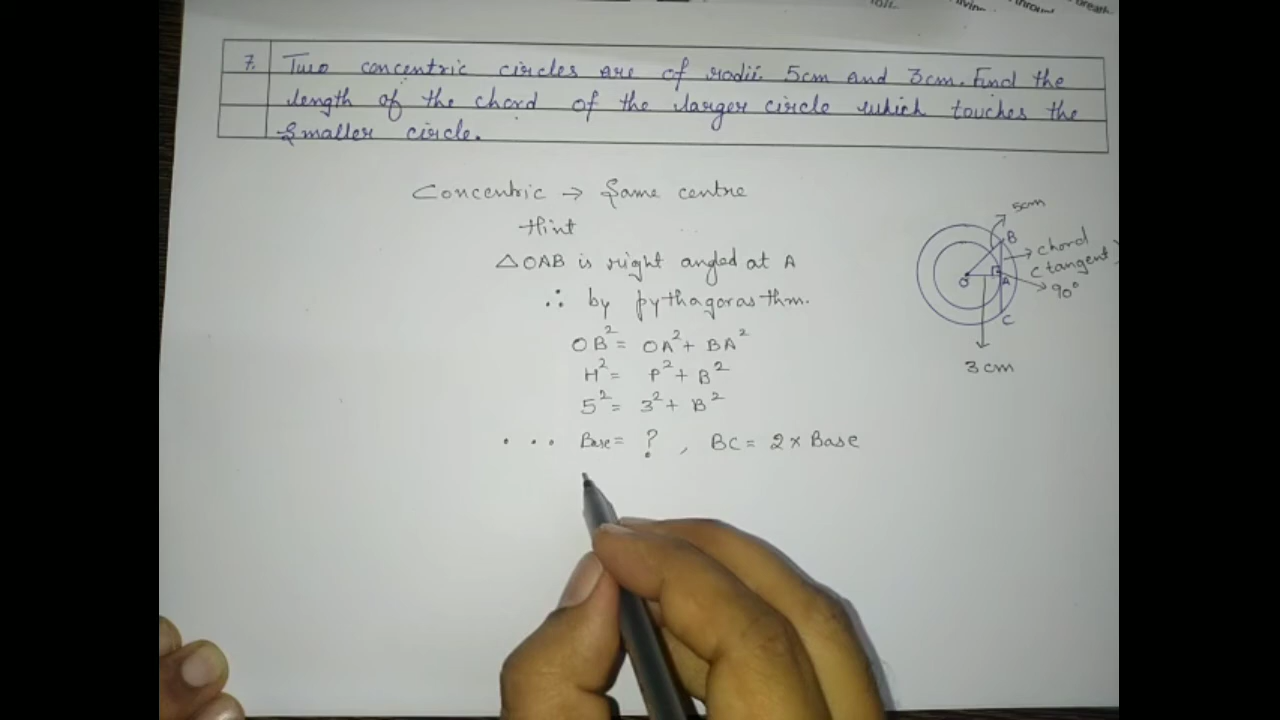 7. Two concentric circles are of radii 5cm and 3cm. Find the
length of the chord of the larger circle which touches the
smaller circle.
Concentric → Same centre
Hint
△OAB is right angled at A
∴ by pythagoras thm.
OB² = OA² + BA²
H² = P² + B²
5² = 3² + B²
... Base = ? , BC = 2 × Base
5cm
B
chord
(tangent)
O
A
90°
C
3 cm